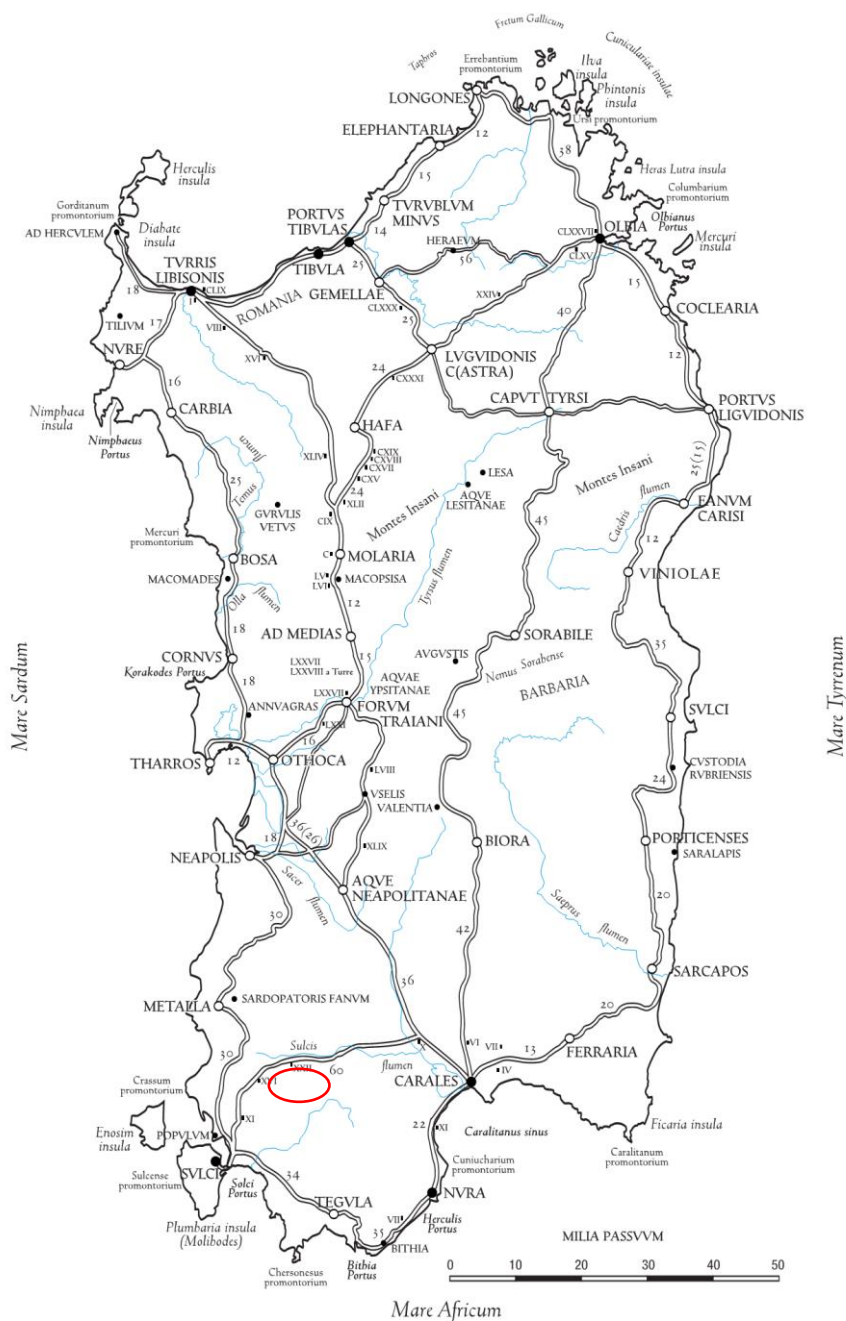 Fretum Gallicum
Cuniculariae insulae
Taphros
Errebantium
promontorium
Ilva
insula
Phintonis
insula
Ursi promontorium
LONGONES
ELEPHANTARIA
12
38
15
Herculis
insula
Heras Lutra insula
Columbarium
promontorium
Gorditanum
promontorium
AD HERCVLEM
Diabate
insula
PORTVS
TIBVLAS
TVRVBLVM
MINVS
14
HERAEVM
CLXXVII
OLBIA
Olbianus
Portus
Mercuri
insula
TVRRIS
LIBISONIS
TIBVLA
25
56
CLXV
18
CLIX
I
ROMANIA
GEMELLAE
XXIV
15
CLXXX
25
40
COCLEARIA
TILIVM
17
VIII
NVRE
XVI
24
LVGVIDONIS
C(ASTRA)
12
16
CXXXI
CARBIA
CAPVT TYRSI
PORTVS
LIGVIDONIS
Nimphaea
insula
Nimphaeus
Portus
HAFA
25
Temus
flumen
XLIV
CXIX
CXVIII
CXVII
CXV
LESA
AQVE
LESITANAE
Montes Insani
25(15)
24
XLII
GVRVLIS
VETVS
CIX
Montes Insani
45
Caedris
flumen
FANVM
CARISI
Mercuri
promontorium
BOSA
C
MOLARIA
12
MACOMADES
LV
LVI
MACOPSISA
VINIOLAE
Olla
flumen
12
Tyrsus flumen
18
AD MEDIAS
SORABILE
35
CORNVS
Korakodes Portus
LXXVII
LXXVIII a Turre
15
AVGVSTIS
Nemus Sorabense
BARBARIA
Mare Sardum
Mare Tyrrenum
18
ANNVAGRAS
LXXVII
AQVAE
YPSITANAE
FORVM
TRAIANI
45
SVLCI
LXXI
16
THARROS
12
OTHOCA
LVIII
CVSTODIA
RVBRIENSIS
24
VSELIS
VALENTIA
36(26)
18
NEAPOLIS
XLIX
BIORA
PORTICENSES
SARALAPIS
Sacer
flumen
AQVE
NEAPOLITANAE
30
Saeprus
flumen
20
42
36
SARCAPOS
METALLA
SARDOPATORIS FANVM
20
Sulcis
flumen
X
VI
VII
13
FERRARIA
30
XXII
60
XVI
CARALES
IV
Crassum
promontorium
XI
22
XI
Caralitanus sinus
Ficaria insula
Enosim
insula
POPVLVM
Cuniucharium
promontorium
Caralitanum
promontorium
SVLCI
Sulcense
promontorium
Solci
Portus
34
Plumbaria insula
(Molibodes)
TEGVLA
NVRA
Herculis
Portus
VII
35
BITHIA
Bithia
Portus
Chersonesus
promontorium
MILIA PASSVVM
0 10 20 30 40 50
Mare Africum